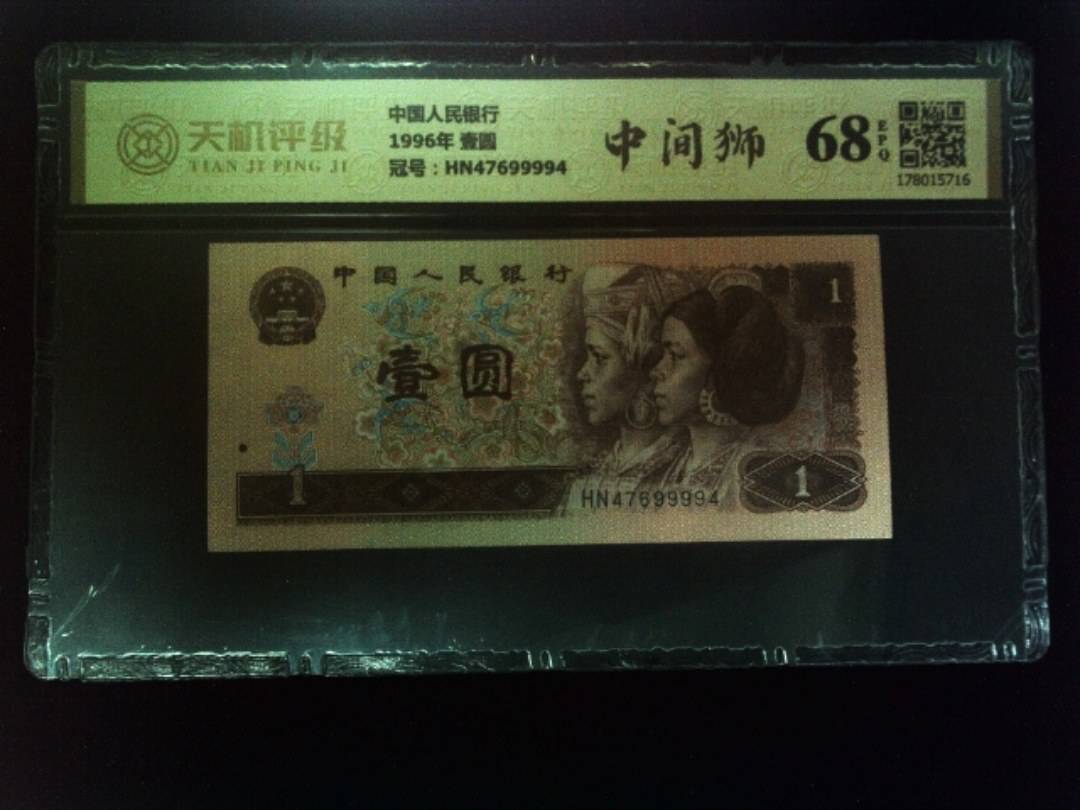 天机评级
TIAN JI PING JI
中国人民银行
1996年 壹圆
冠号：HN47699994
中间狮
68
EPQ
178015716
中国人民银行
壹圆
1
1
HN47699994
1